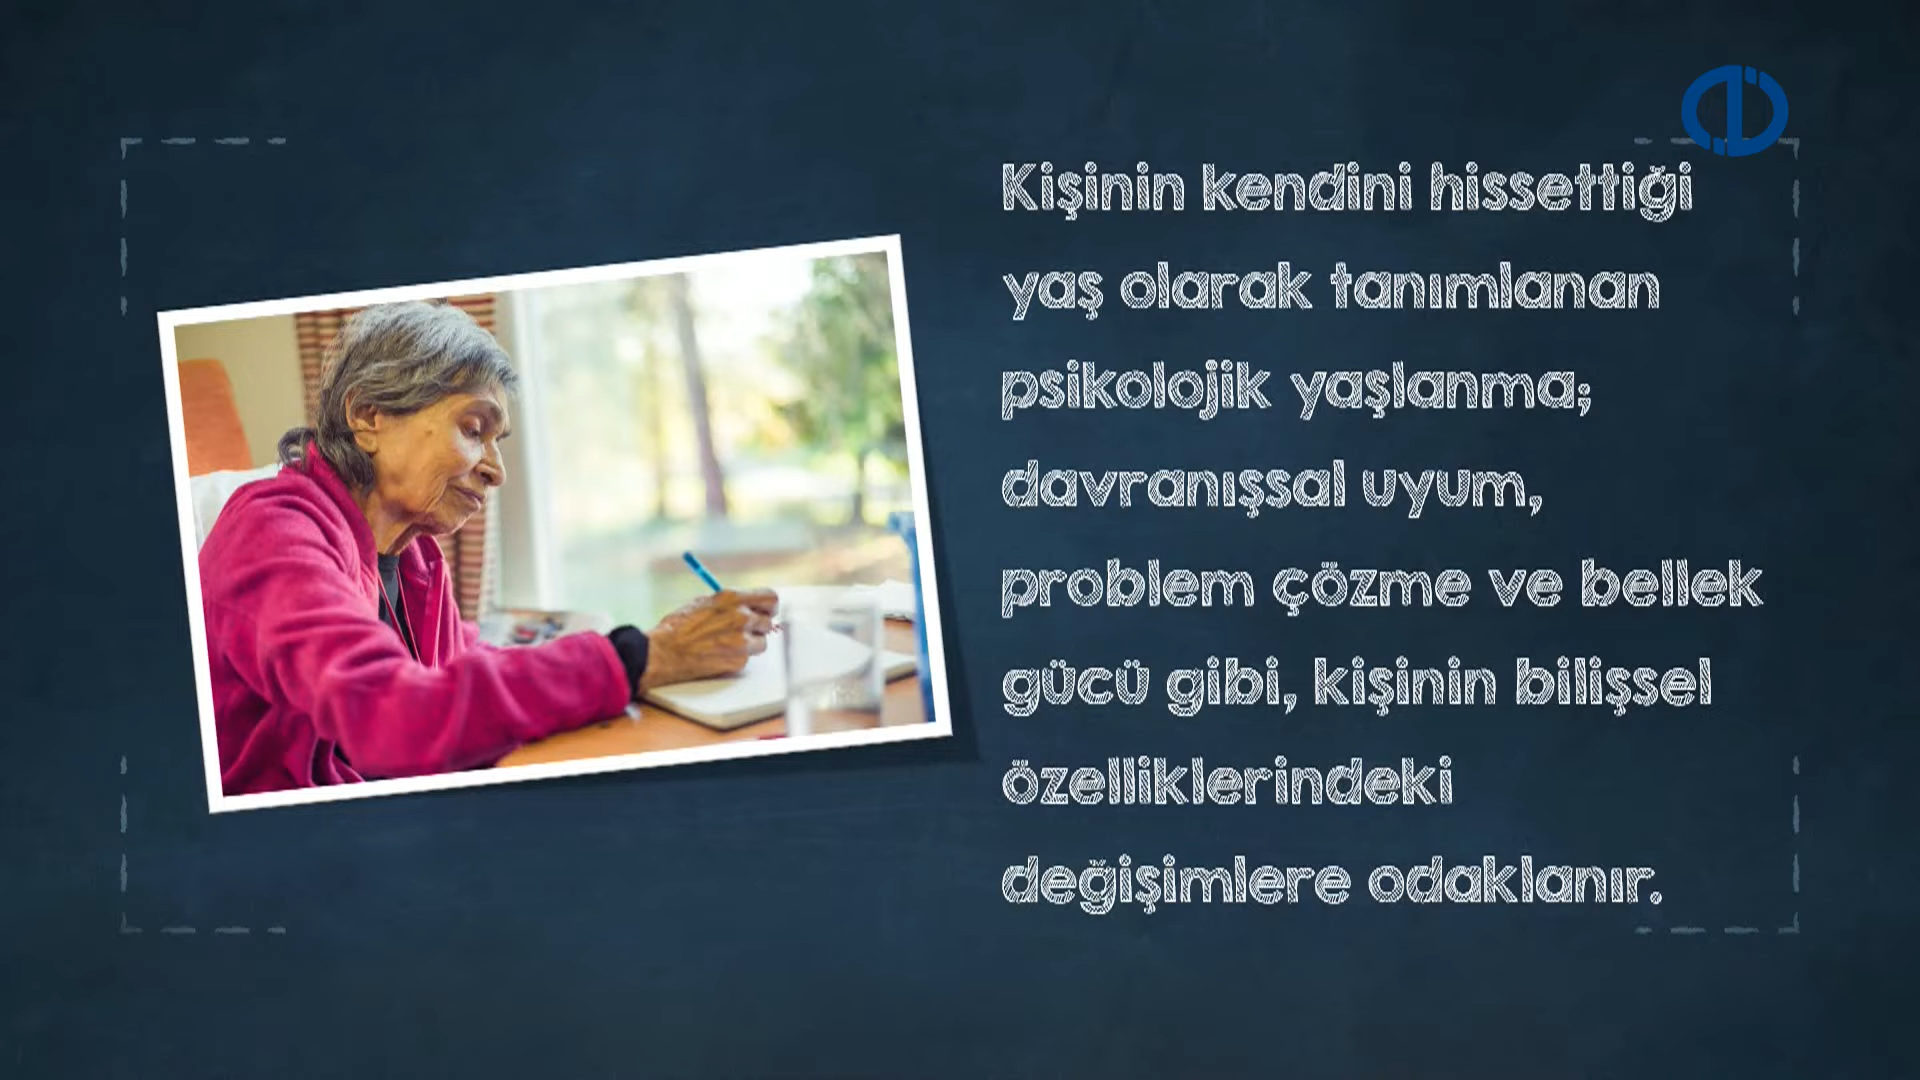 Kişinin kendini hissettiği
yaş olarak tanımlanan
psikolojik yaşlanma;
davranışsal uyum,
problem çözme ve bellek
gücü gibi, kişinin bilişsel
özelliklerindeki
değişimlere odaklanır.